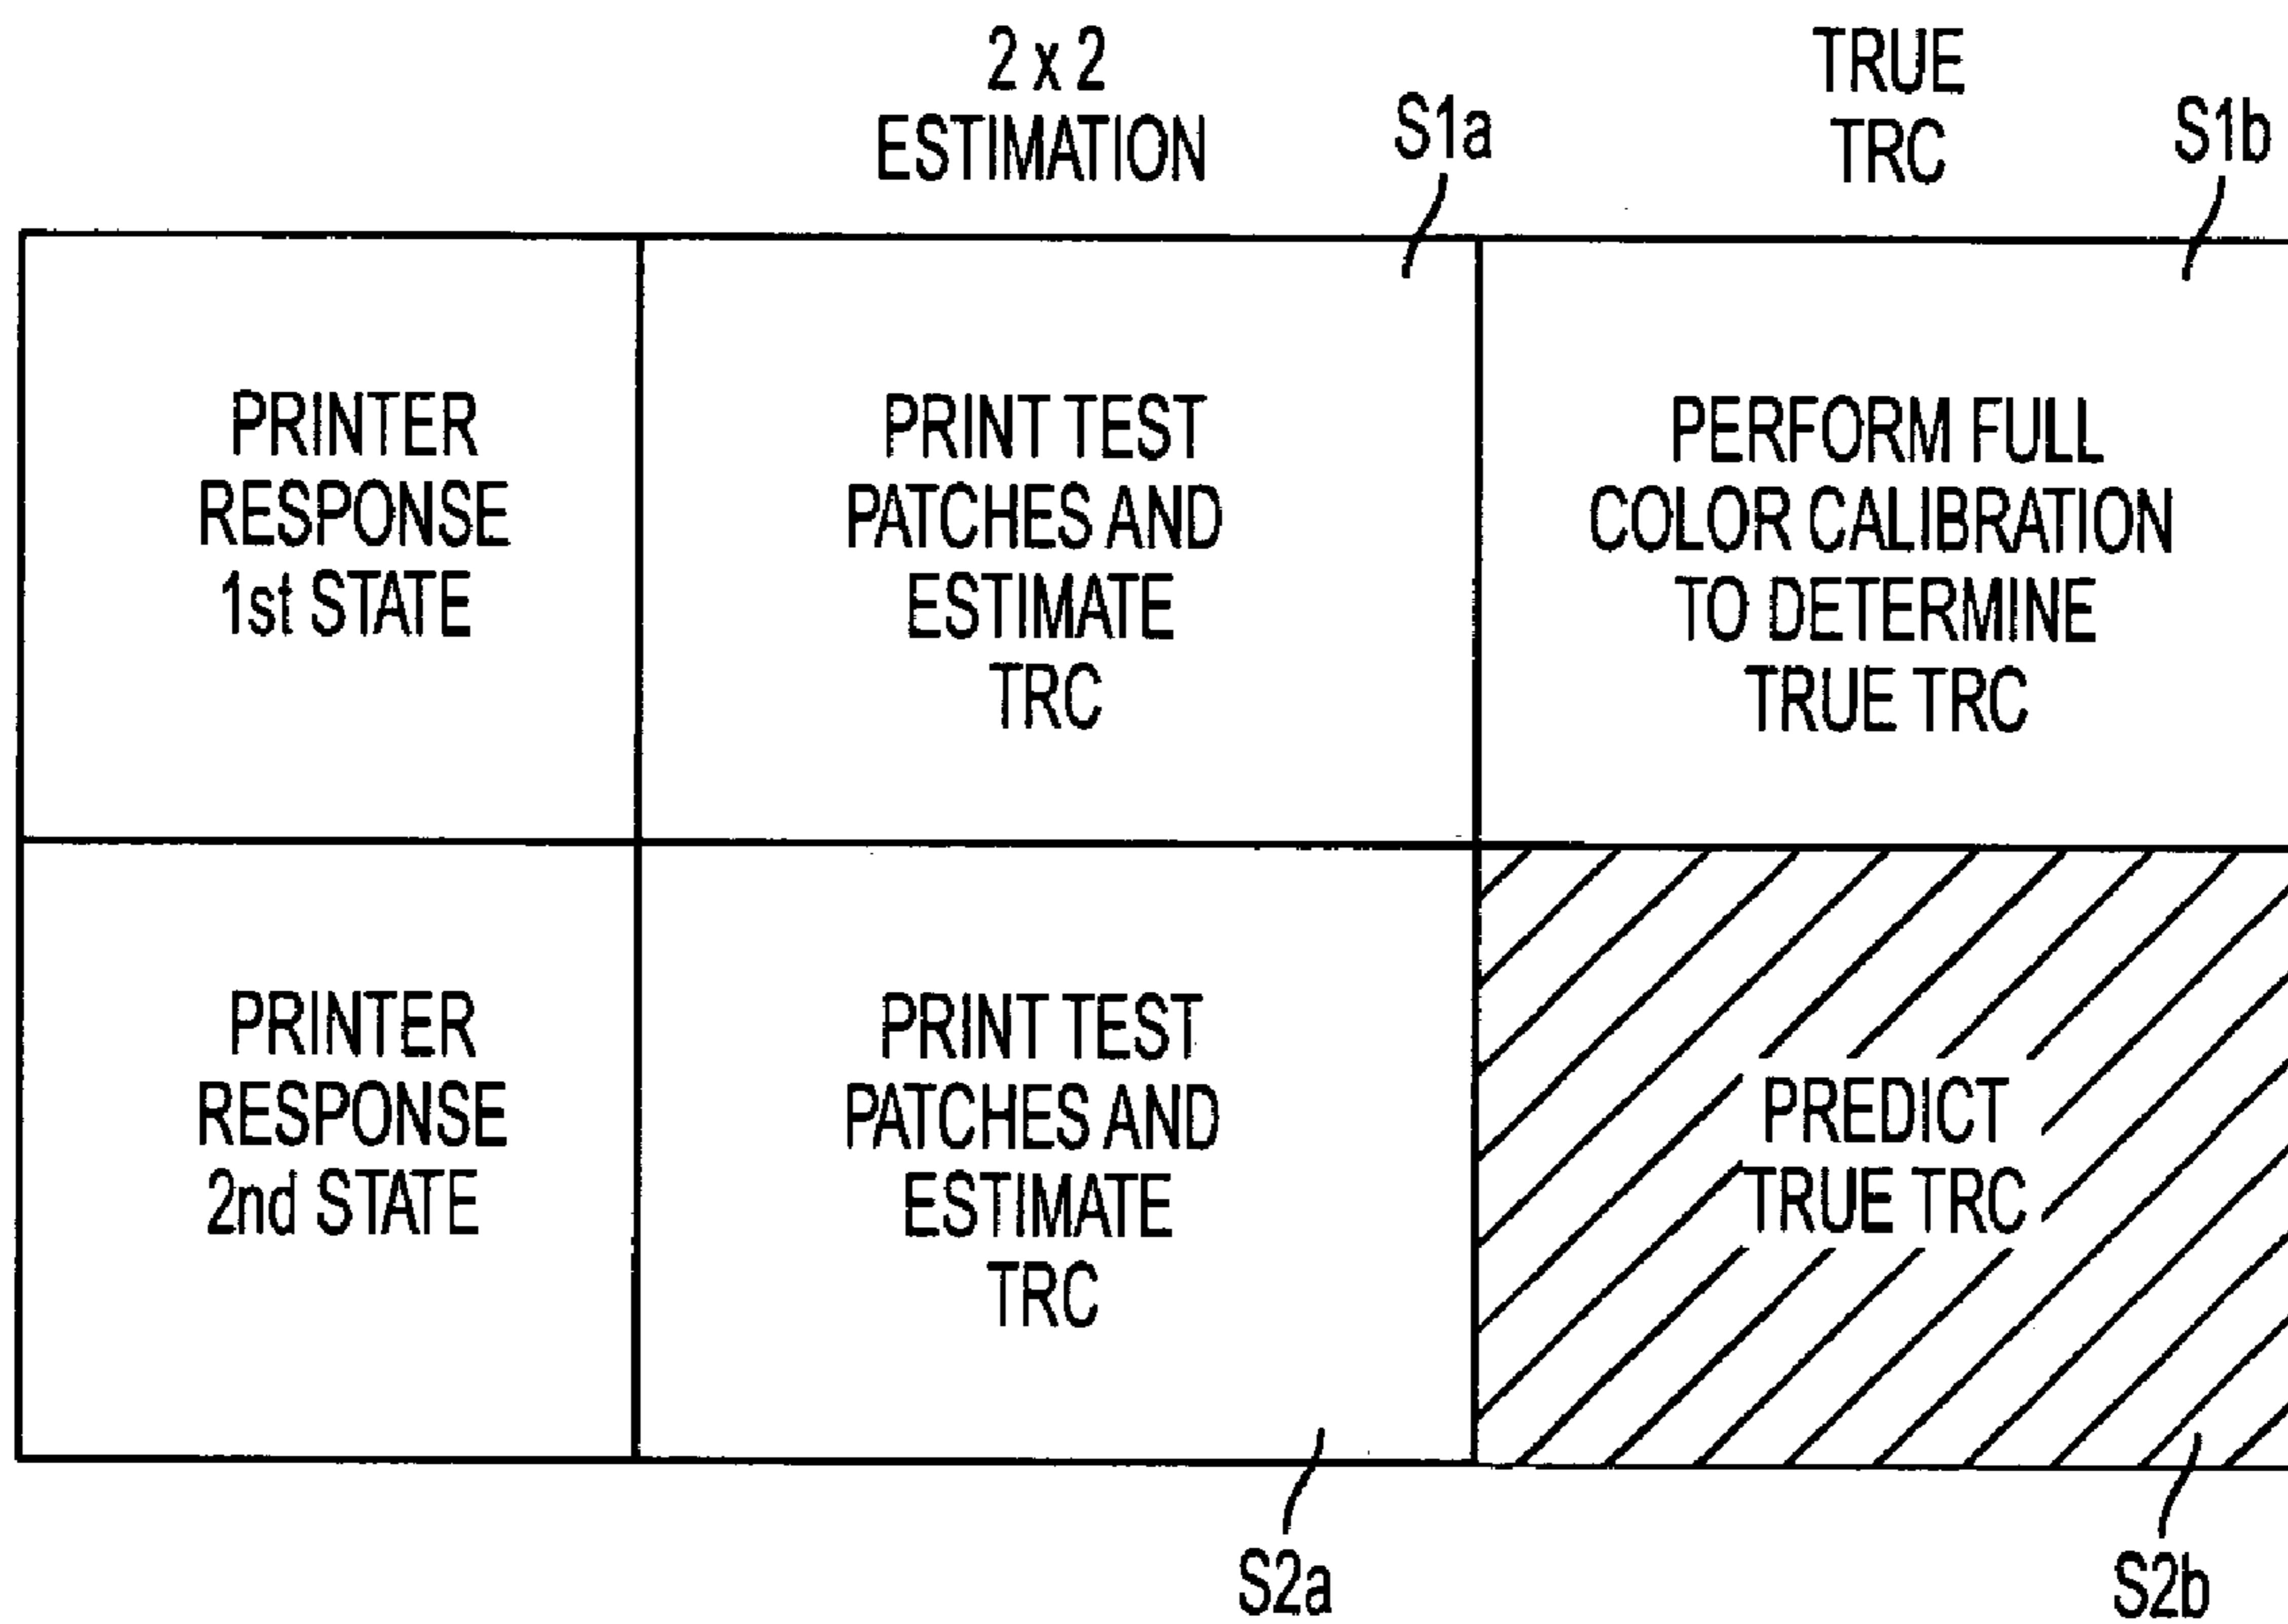 2 x 2
ESTIMATION
S1a
TRUE
TRC
S1b
PRINTER
RESPONSE
1st STATE
PRINT TEST
PATCHES AND
ESTIMATE
TRC
PERFORM FULL
COLOR CALIBRATION
TO DETERMINE
TRUE TRC
PRINTER
RESPONSE
2nd STATE
PRINT TEST
PATCHES AND
ESTIMATE
TRC
PREDICT
TRUE TRC
S2a
S2b